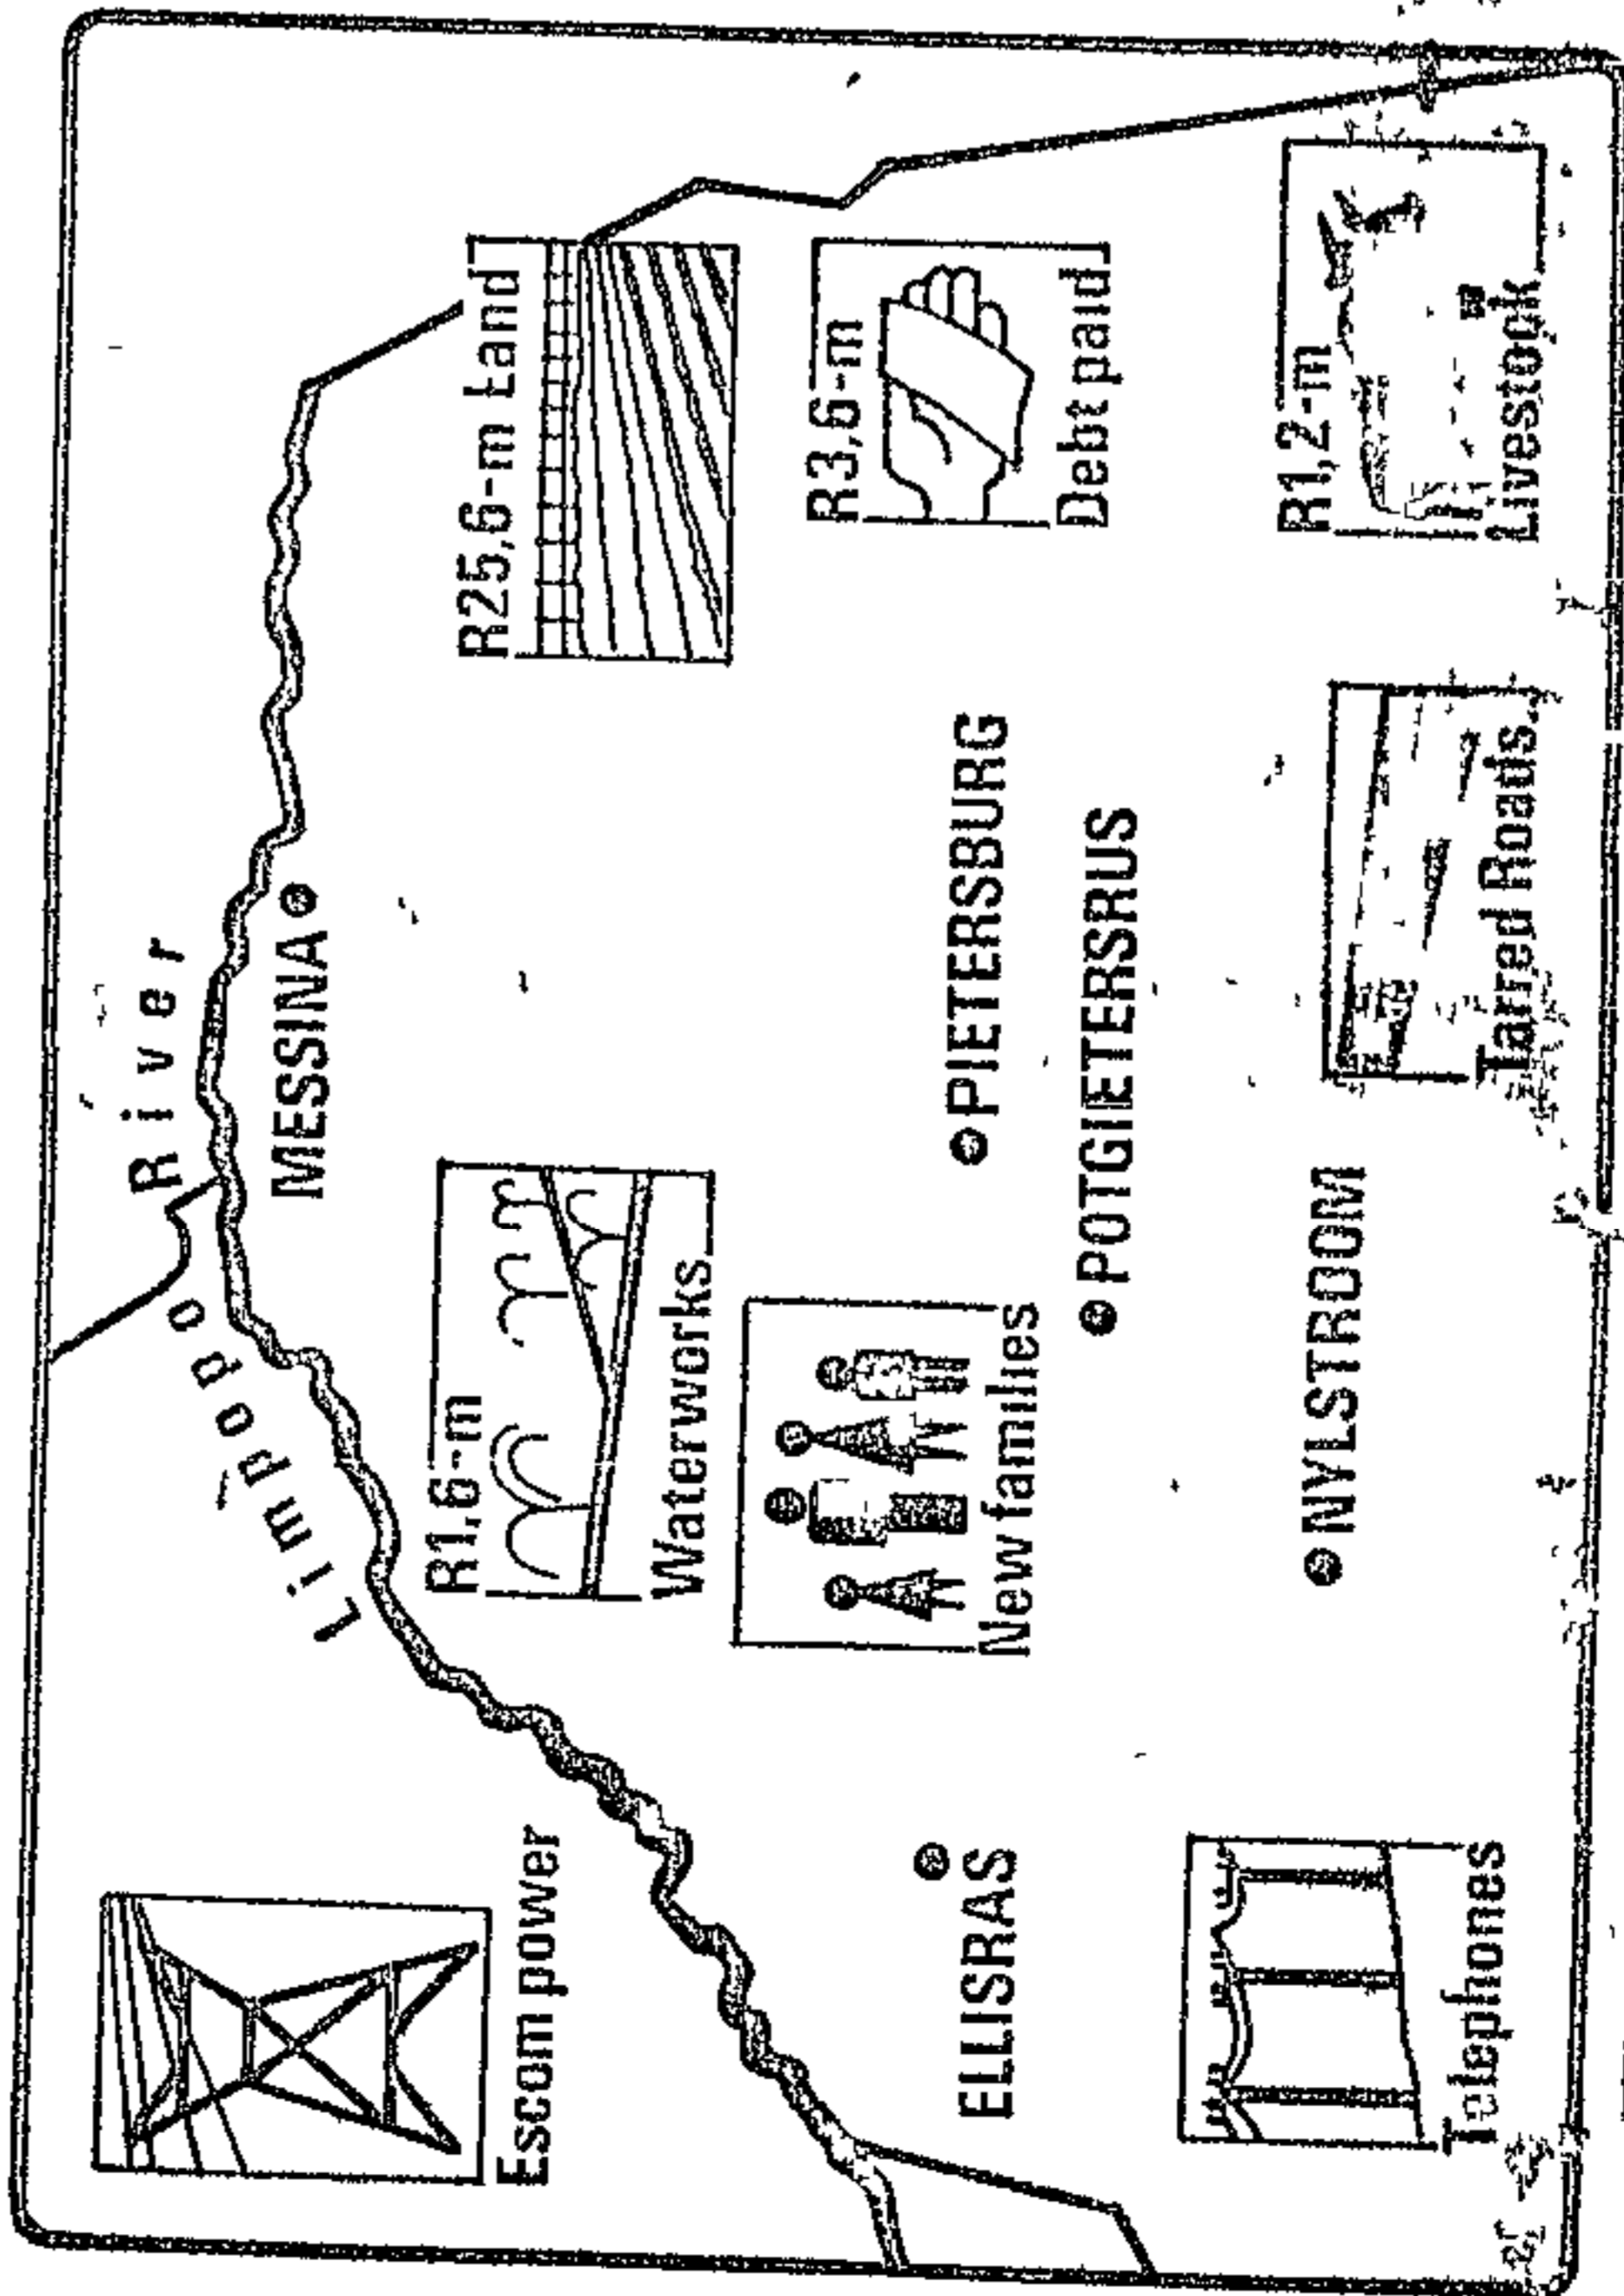 Escom power
Limpopo River
MESSINA
R1,6-m
Waterworks
R25,6-m Land
New families
R3,6-m
Debt paid
ELLISRAS
PIETERSBURG
POTGIETERSRUS
NYLSTROOM
Telephones
Tarred Roads
R1,2-m
Livestock